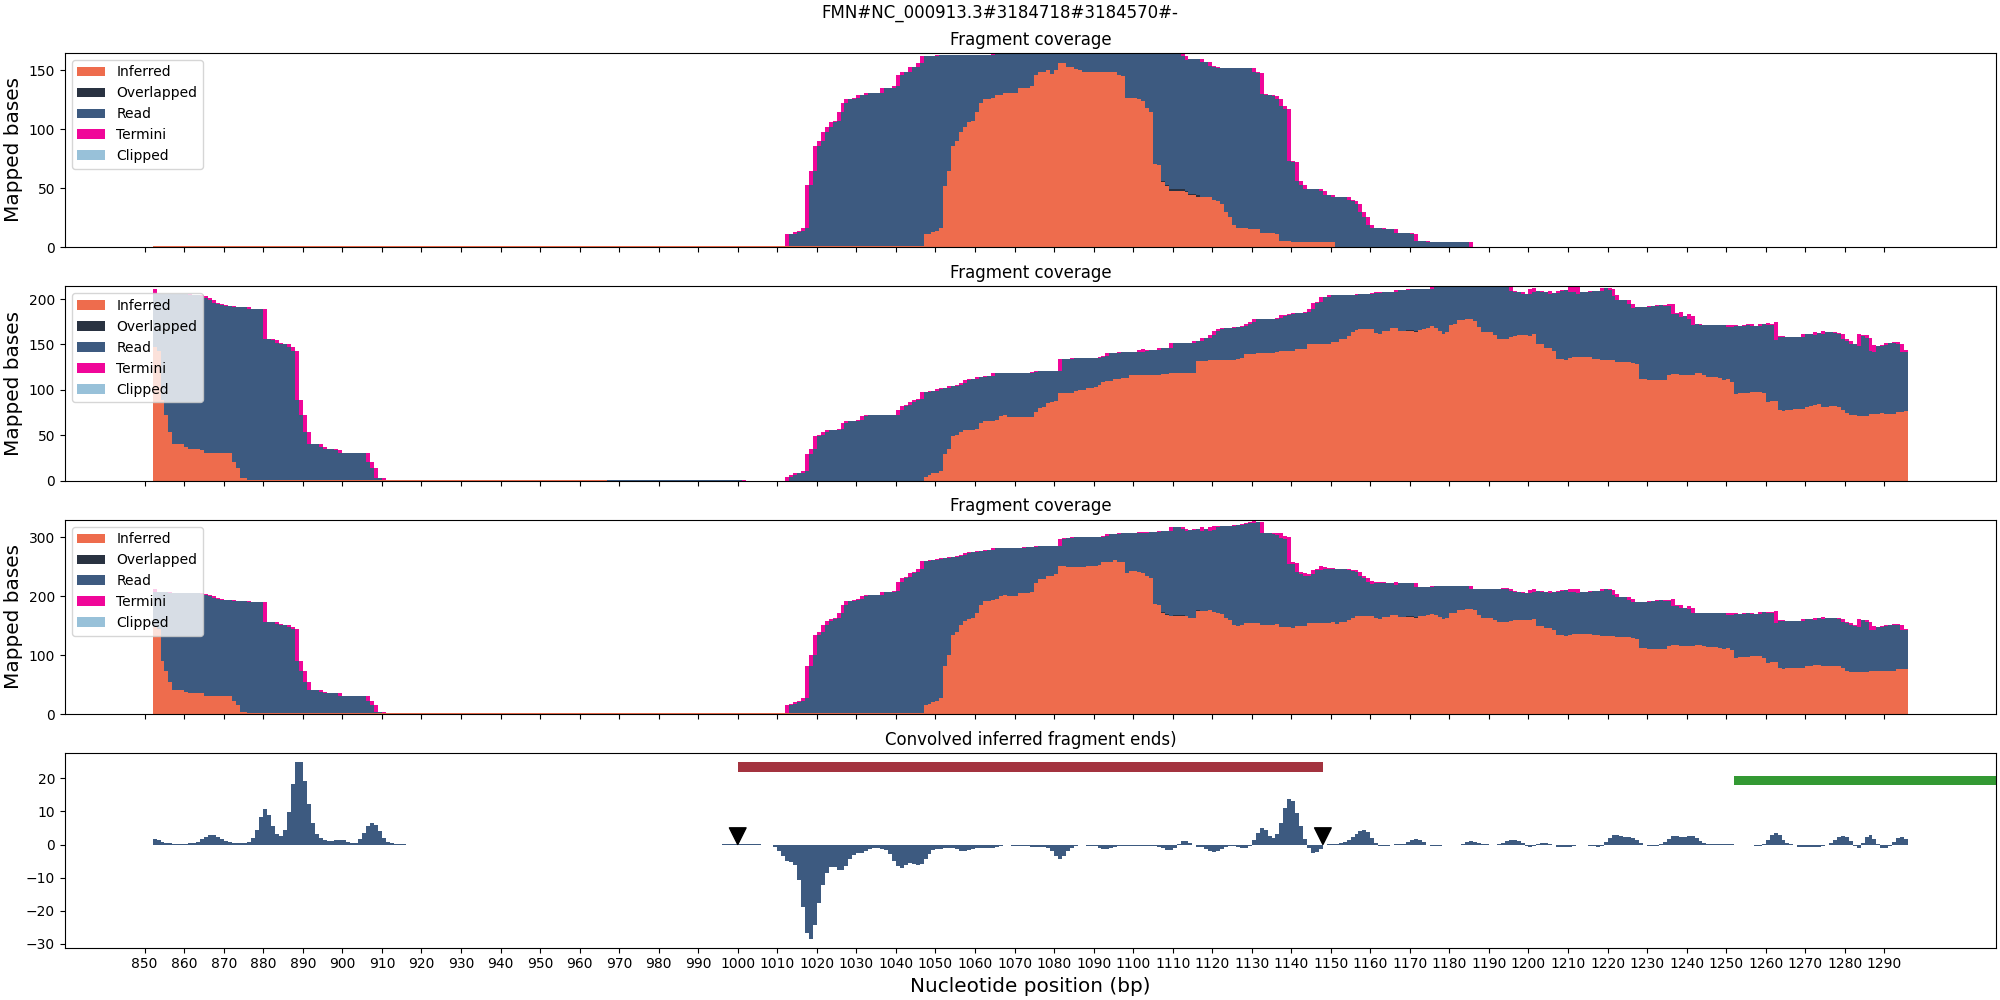 FMN#NC_000913.3#3184718#3184570#-
Fragment coverage
Mapped bases
150
100
50
0
Inferred
Overlapped
Read
Termini
Clipped
Fragment coverage
Mapped bases
200
150
100
50
0
Inferred
Overlapped
Read
Termini
Clipped
Fragment coverage
Mapped bases
300
200
100
0
Inferred
Overlapped
Read
Termini
Clipped
Convolved inferred fragment ends)
20
10
0
−10
−20
−30
850 860 870 880 890 900 910 920 930 940 950 960 970 980 990 1000 1010 1020 1030 1040 1050 1060 1070 1080 1090 1100 1110 1120 1130 1140 1150 1160 1170 1180 1190 1200 1210 1220 1230 1240 1250 1260 1270 1280 1290
Nucleotide position (bp)